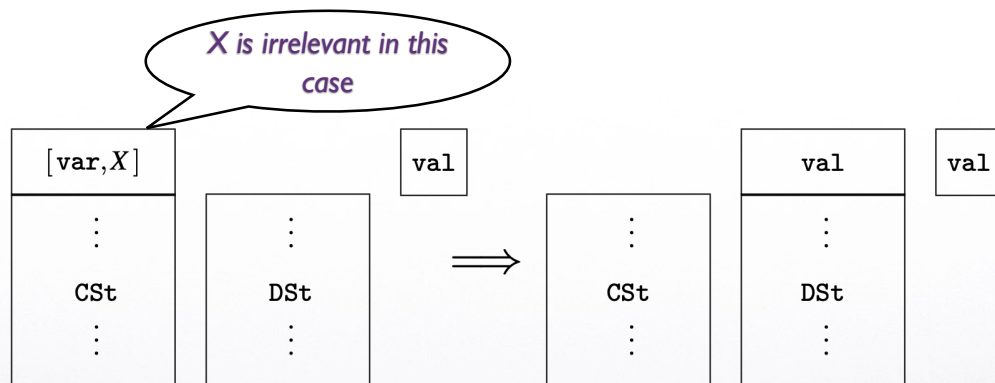 X is irrelevant in this
case
[var,X] val val val
⋮ ⋮ ⋮ ⋮
CSt DSt ⟹ CSt DSt
⋮ ⋮ ⋮ ⋮